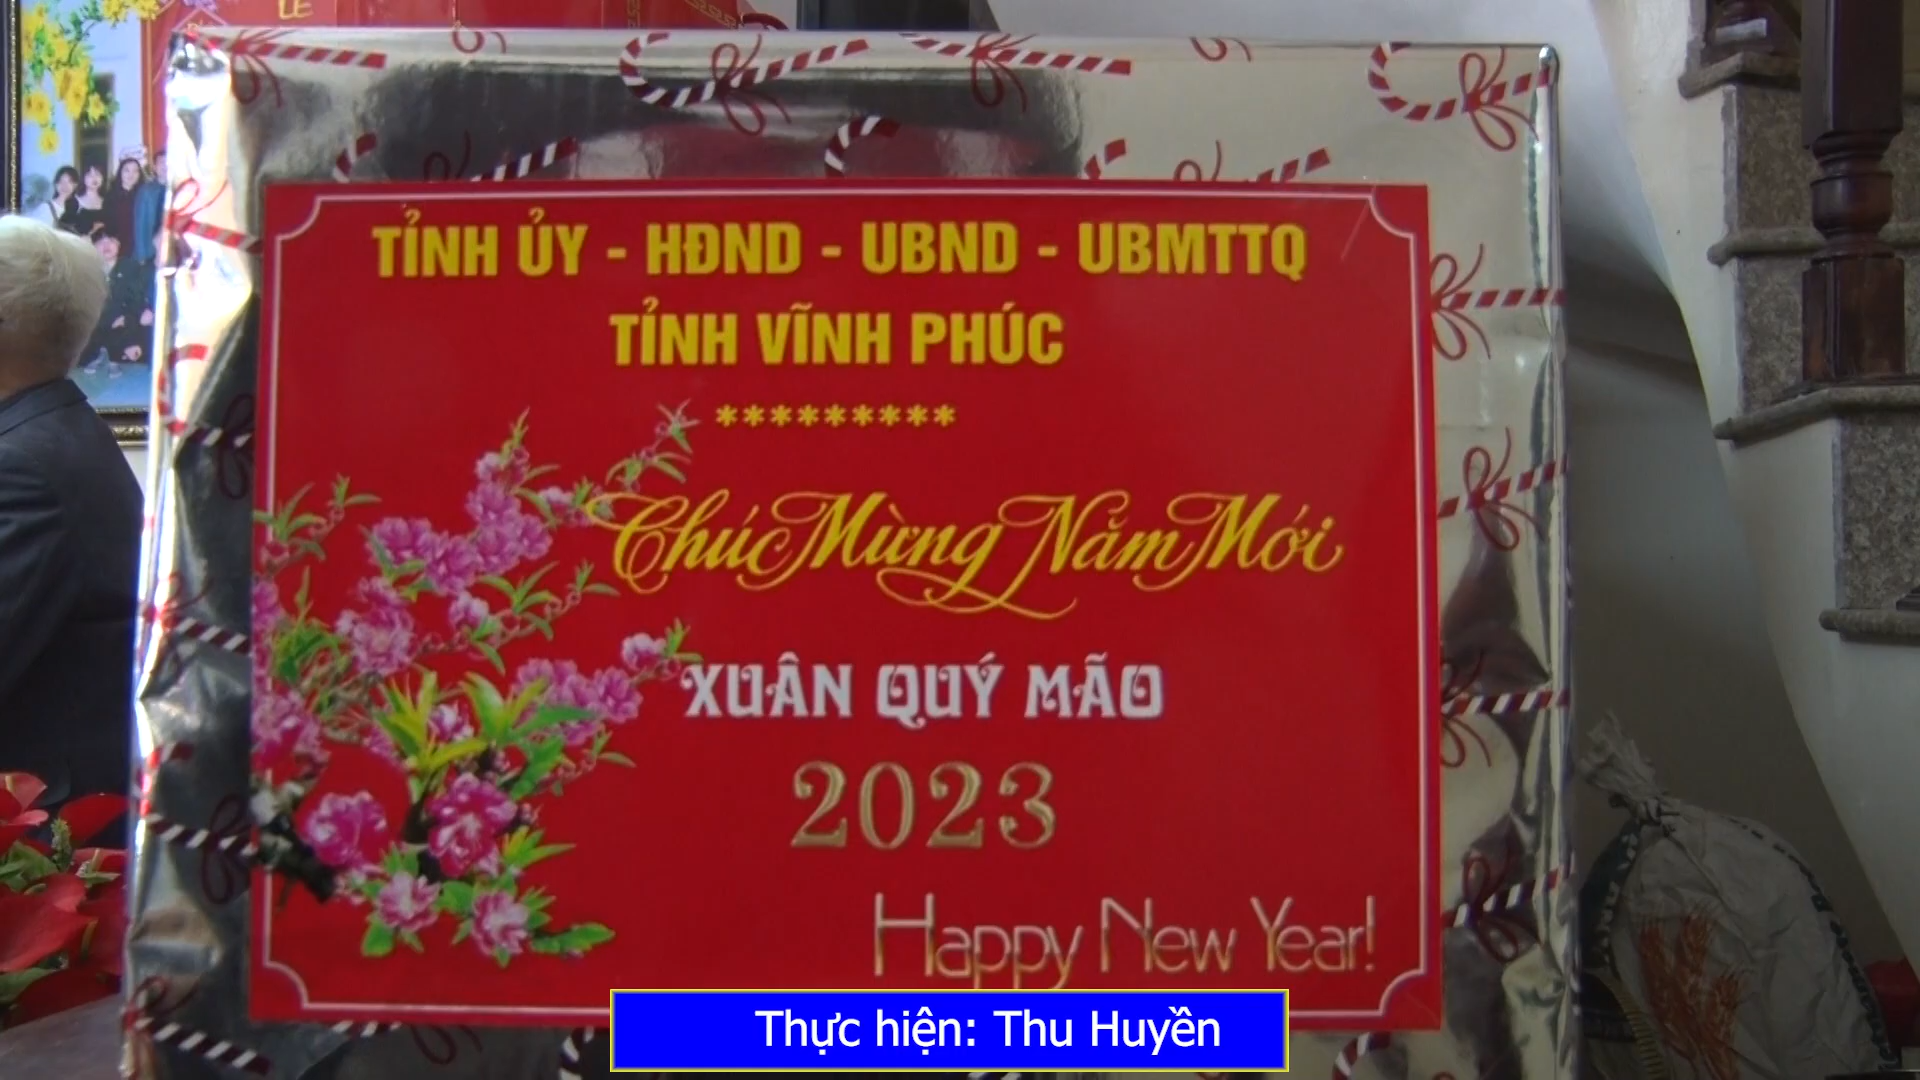 TỈNH ỦY - HĐND - UBND - UBMTTQ
TỈNH VĨNH PHÚC
*********
Chúc Mừng Năm Mới
XUÂN QUÝ MÃO
2023
Happy New Year!
Thực hiện: Thu Huyền